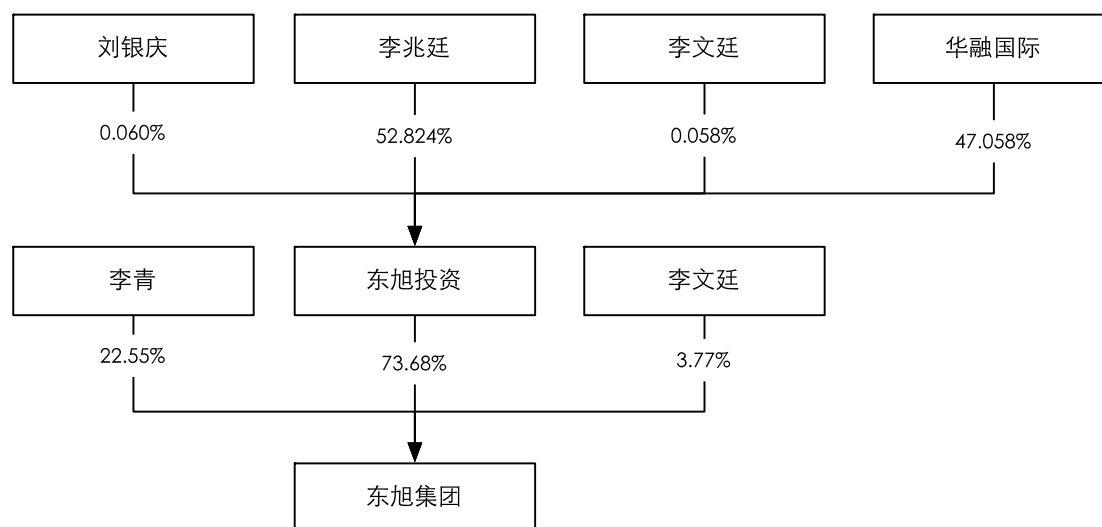 刘银庆
李兆廷
李文廷
华融国际
0.060%
52.824%
0.058%
47.058%
李青
东旭投资
李文廷
22.55%
73.68%
3.77%
东旭集团